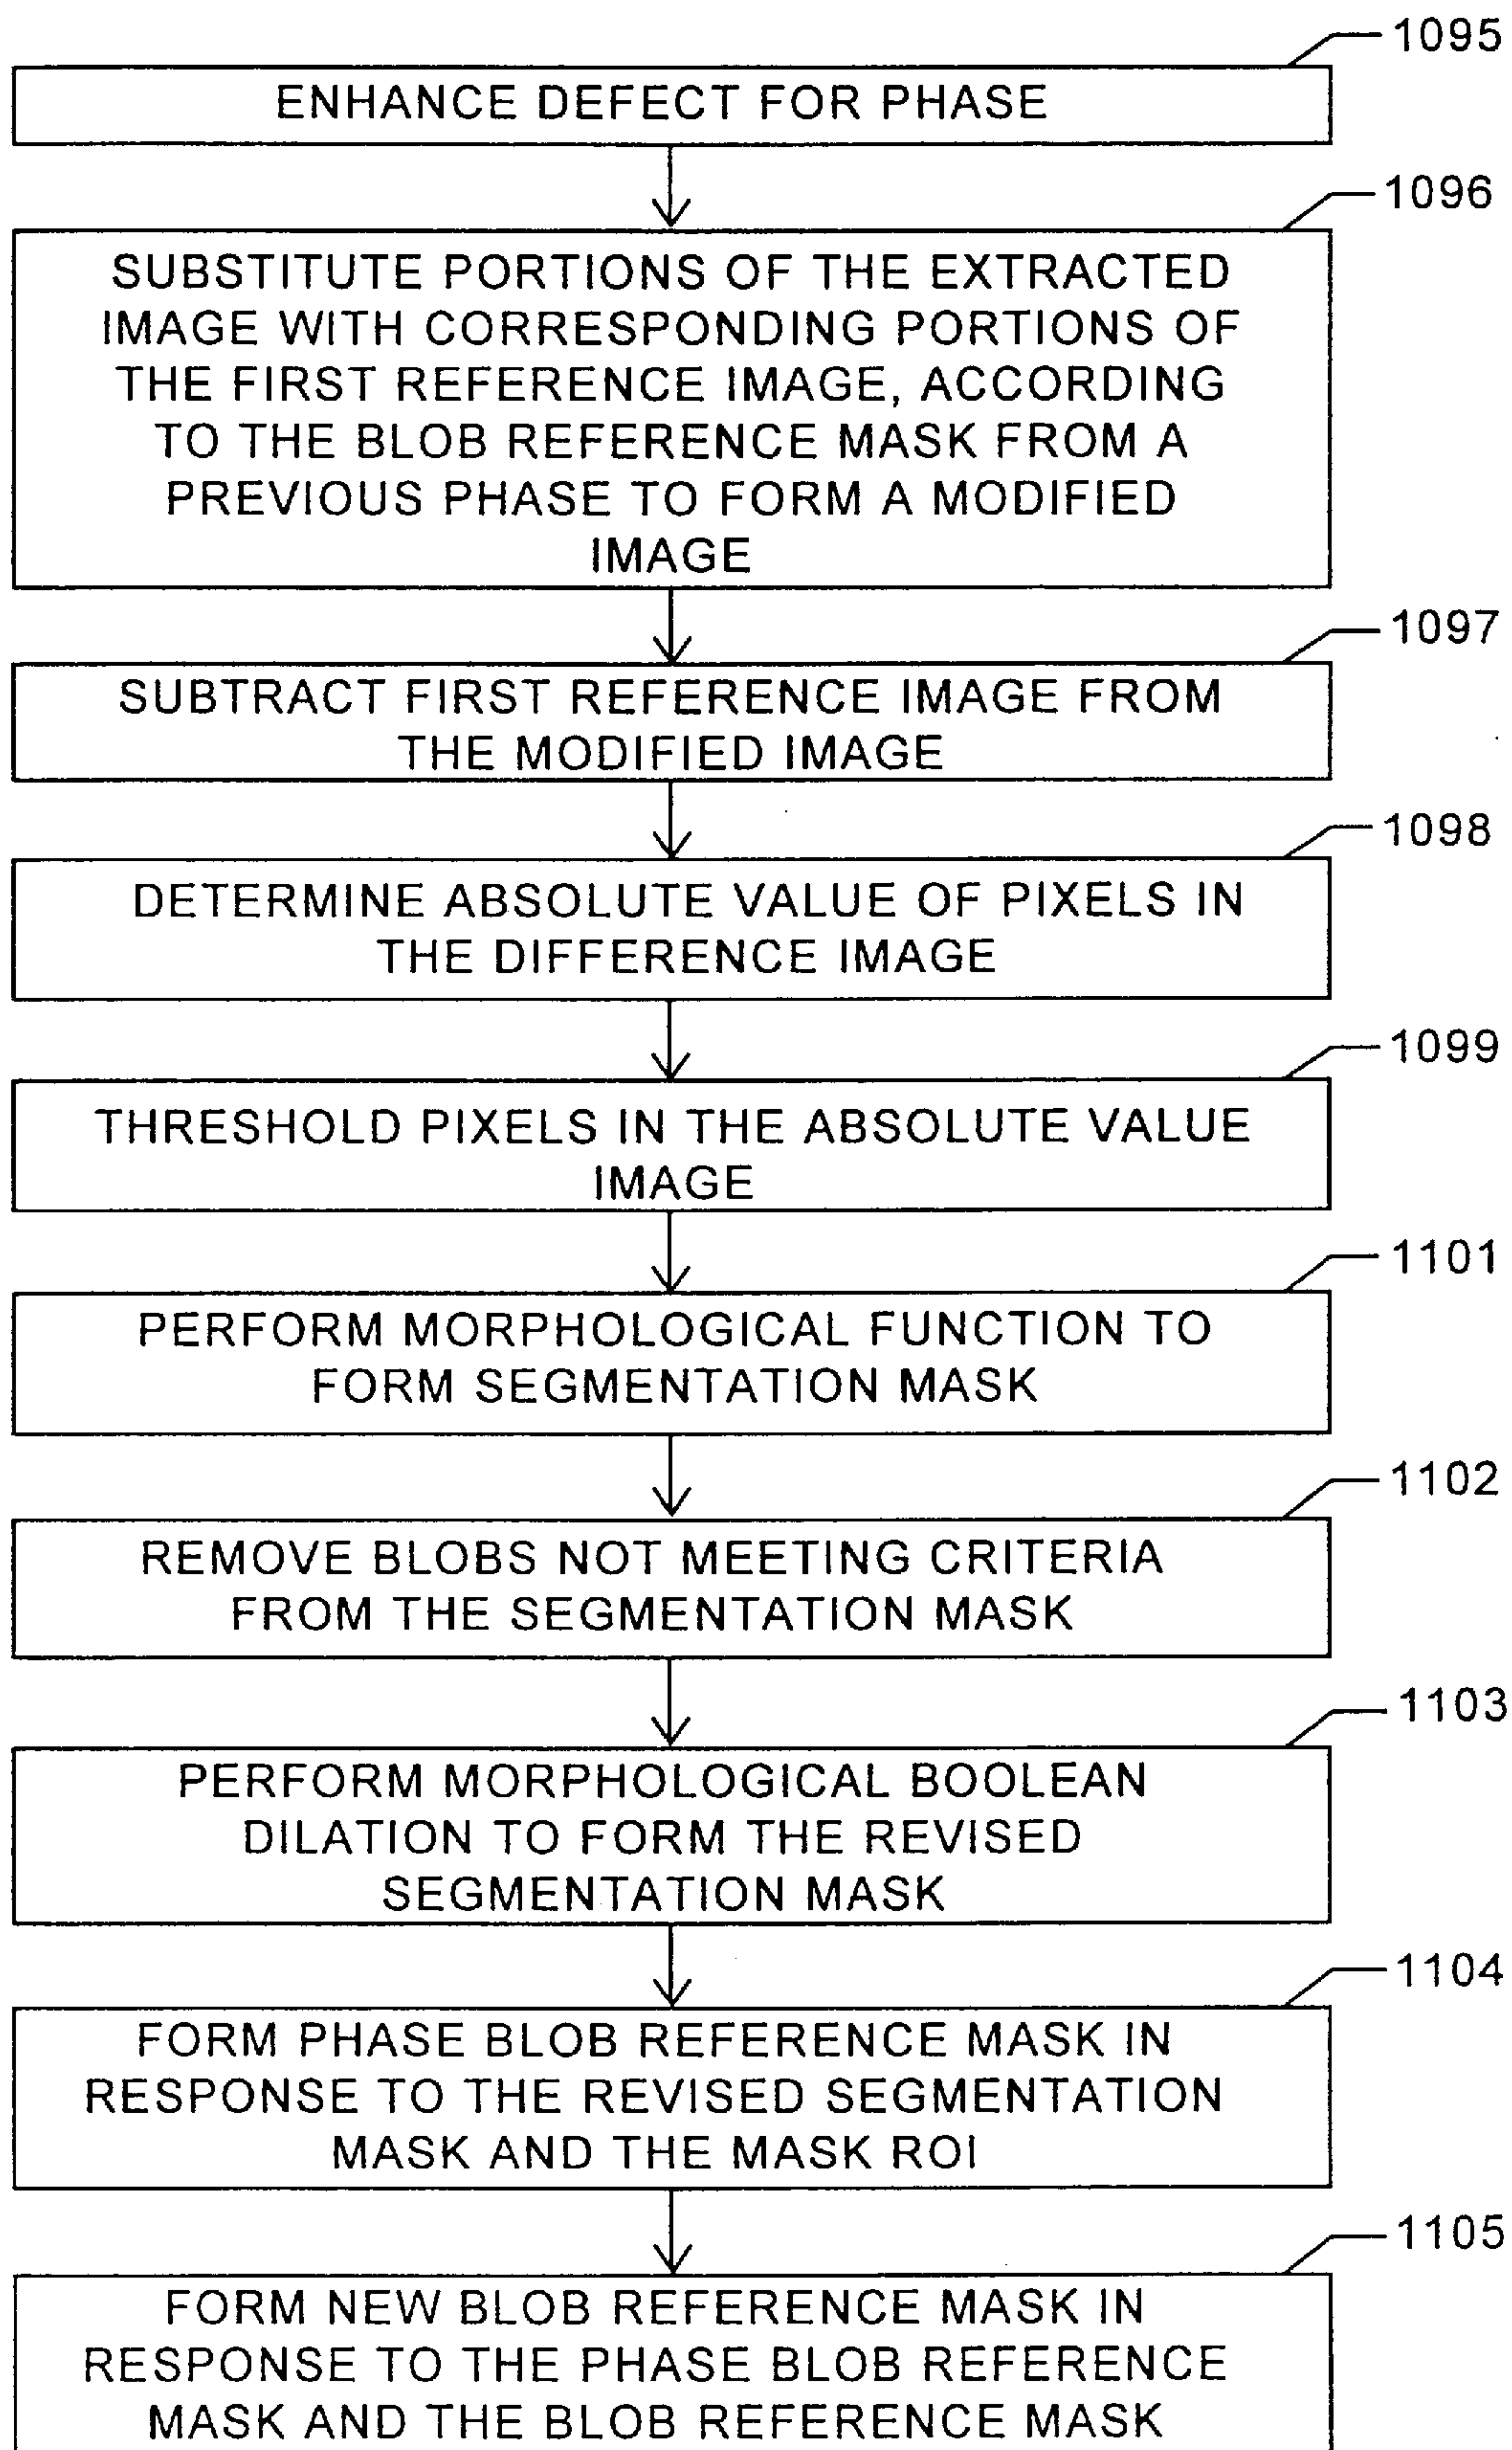 1095
ENHANCE DEFECT FOR PHASE
1096
SUBSTITUTE PORTIONS OF THE EXTRACTED
IMAGE WITH CORRESPONDING PORTIONS OF
THE FIRST REFERENCE IMAGE, ACCORDING
TO THE BLOB REFERENCE MASK FROM A
PREVIOUS PHASE TO FORM A MODIFIED
IMAGE
1097
SUBTRACT FIRST REFERENCE IMAGE FROM
THE MODIFIED IMAGE
1098
DETERMINE ABSOLUTE VALUE OF PIXELS IN
THE DIFFERENCE IMAGE
1099
THRESHOLD PIXELS IN THE ABSOLUTE VALUE
IMAGE
1101
PERFORM MORPHOLOGICAL FUNCTION TO
FORM SEGMENTATION MASK
1102
REMOVE BLOBS NOT MEETING CRITERIA
FROM THE SEGMENTATION MASK
1103
PERFORM MORPHOLOGICAL BOOLEAN
DILATION TO FORM THE REVISED
SEGMENTATION MASK
1104
FORM PHASE BLOB REFERENCE MASK IN
RESPONSE TO THE REVISED SEGMENTATION
MASK AND THE MASK ROI
1105
FORM NEW BLOB REFERENCE MASK IN
RESPONSE TO THE PHASE BLOB REFERENCE
MASK AND THE BLOB REFERENCE MASK